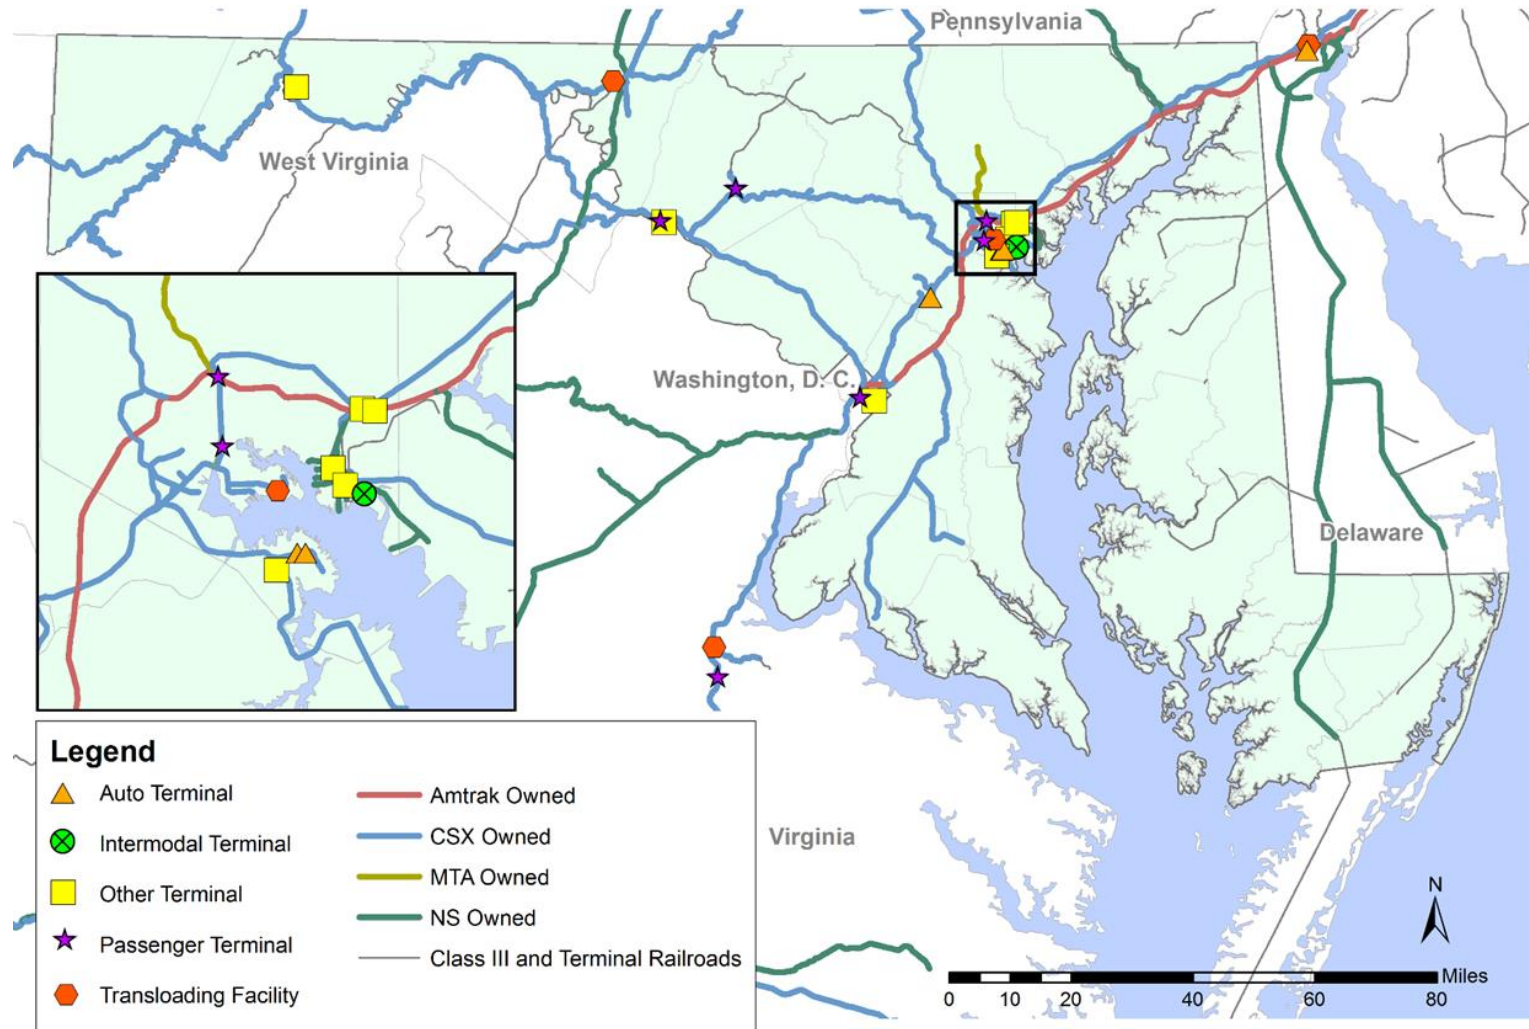 Pennsylvania
West Virginia
Washington, D. C.
Delaware
Virginia
Legend
Auto Terminal
Intermodal Terminal
Other Terminal
Passenger Terminal
Transloading Facility
Amtrak Owned
CSX Owned
MTA Owned
NS Owned
Class III and Terminal Railroads
N
Miles
0 10 20 40 60 80